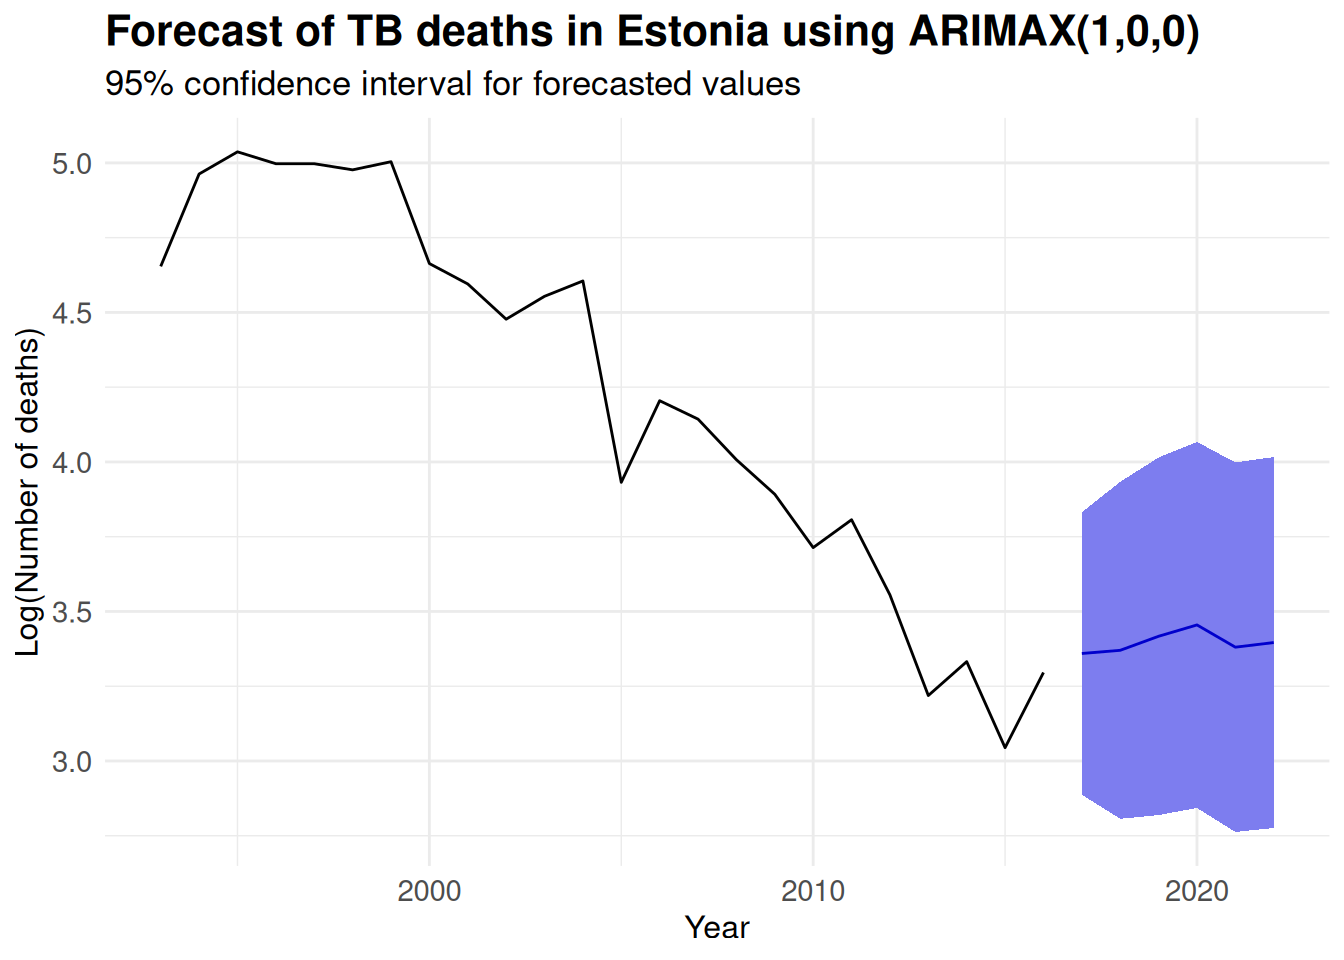 Forecast of TB deaths in Estonia using ARIMAX(1,0,0)
95% confidence interval for forecasted values
Log(Number of deaths)
5.0
4.5
4.0
3.5
3.0
2000
2010
2020
Year